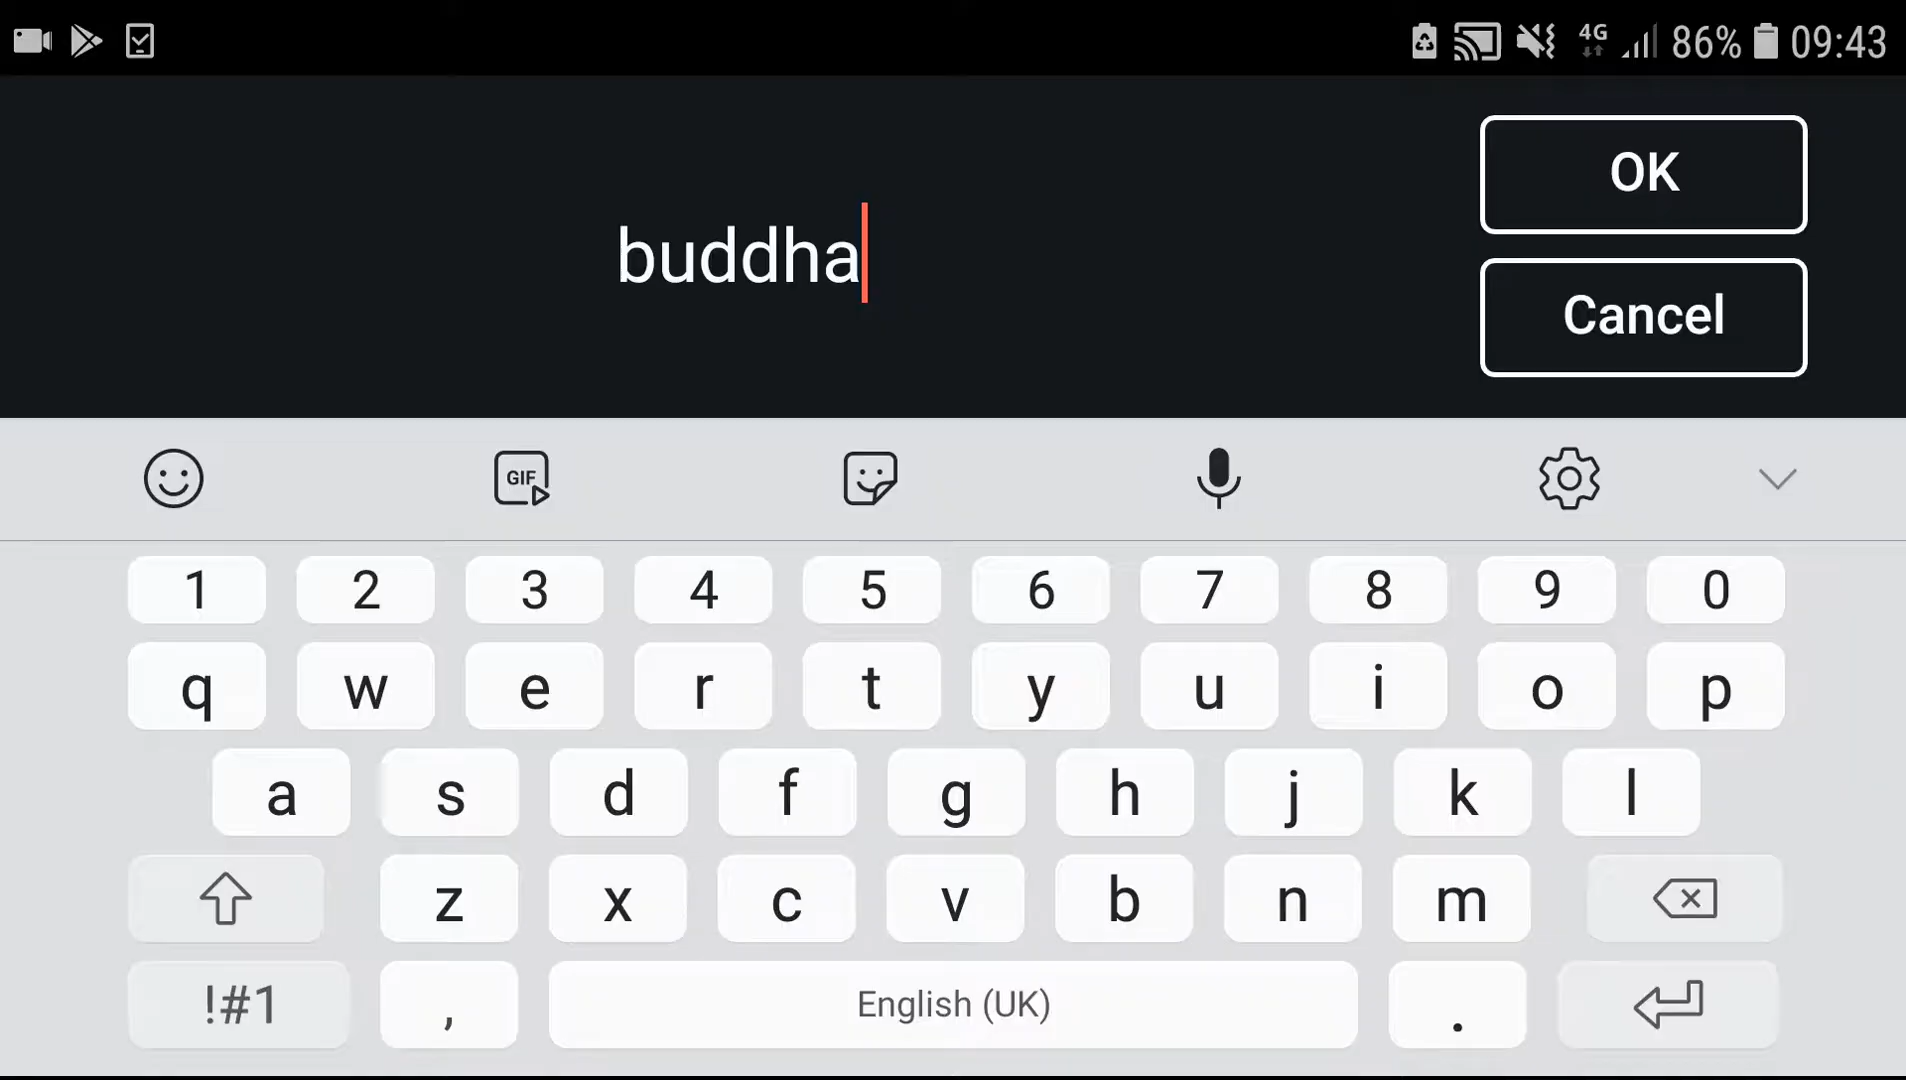 4G 86% 09:43
buddha
OK
Cancel
GIF
1 2 3 4 5 6 7 8 9 0
q w e r t y u i o p
a s d f g h j k l
z x c v b n m
!#1 , English (UK) .